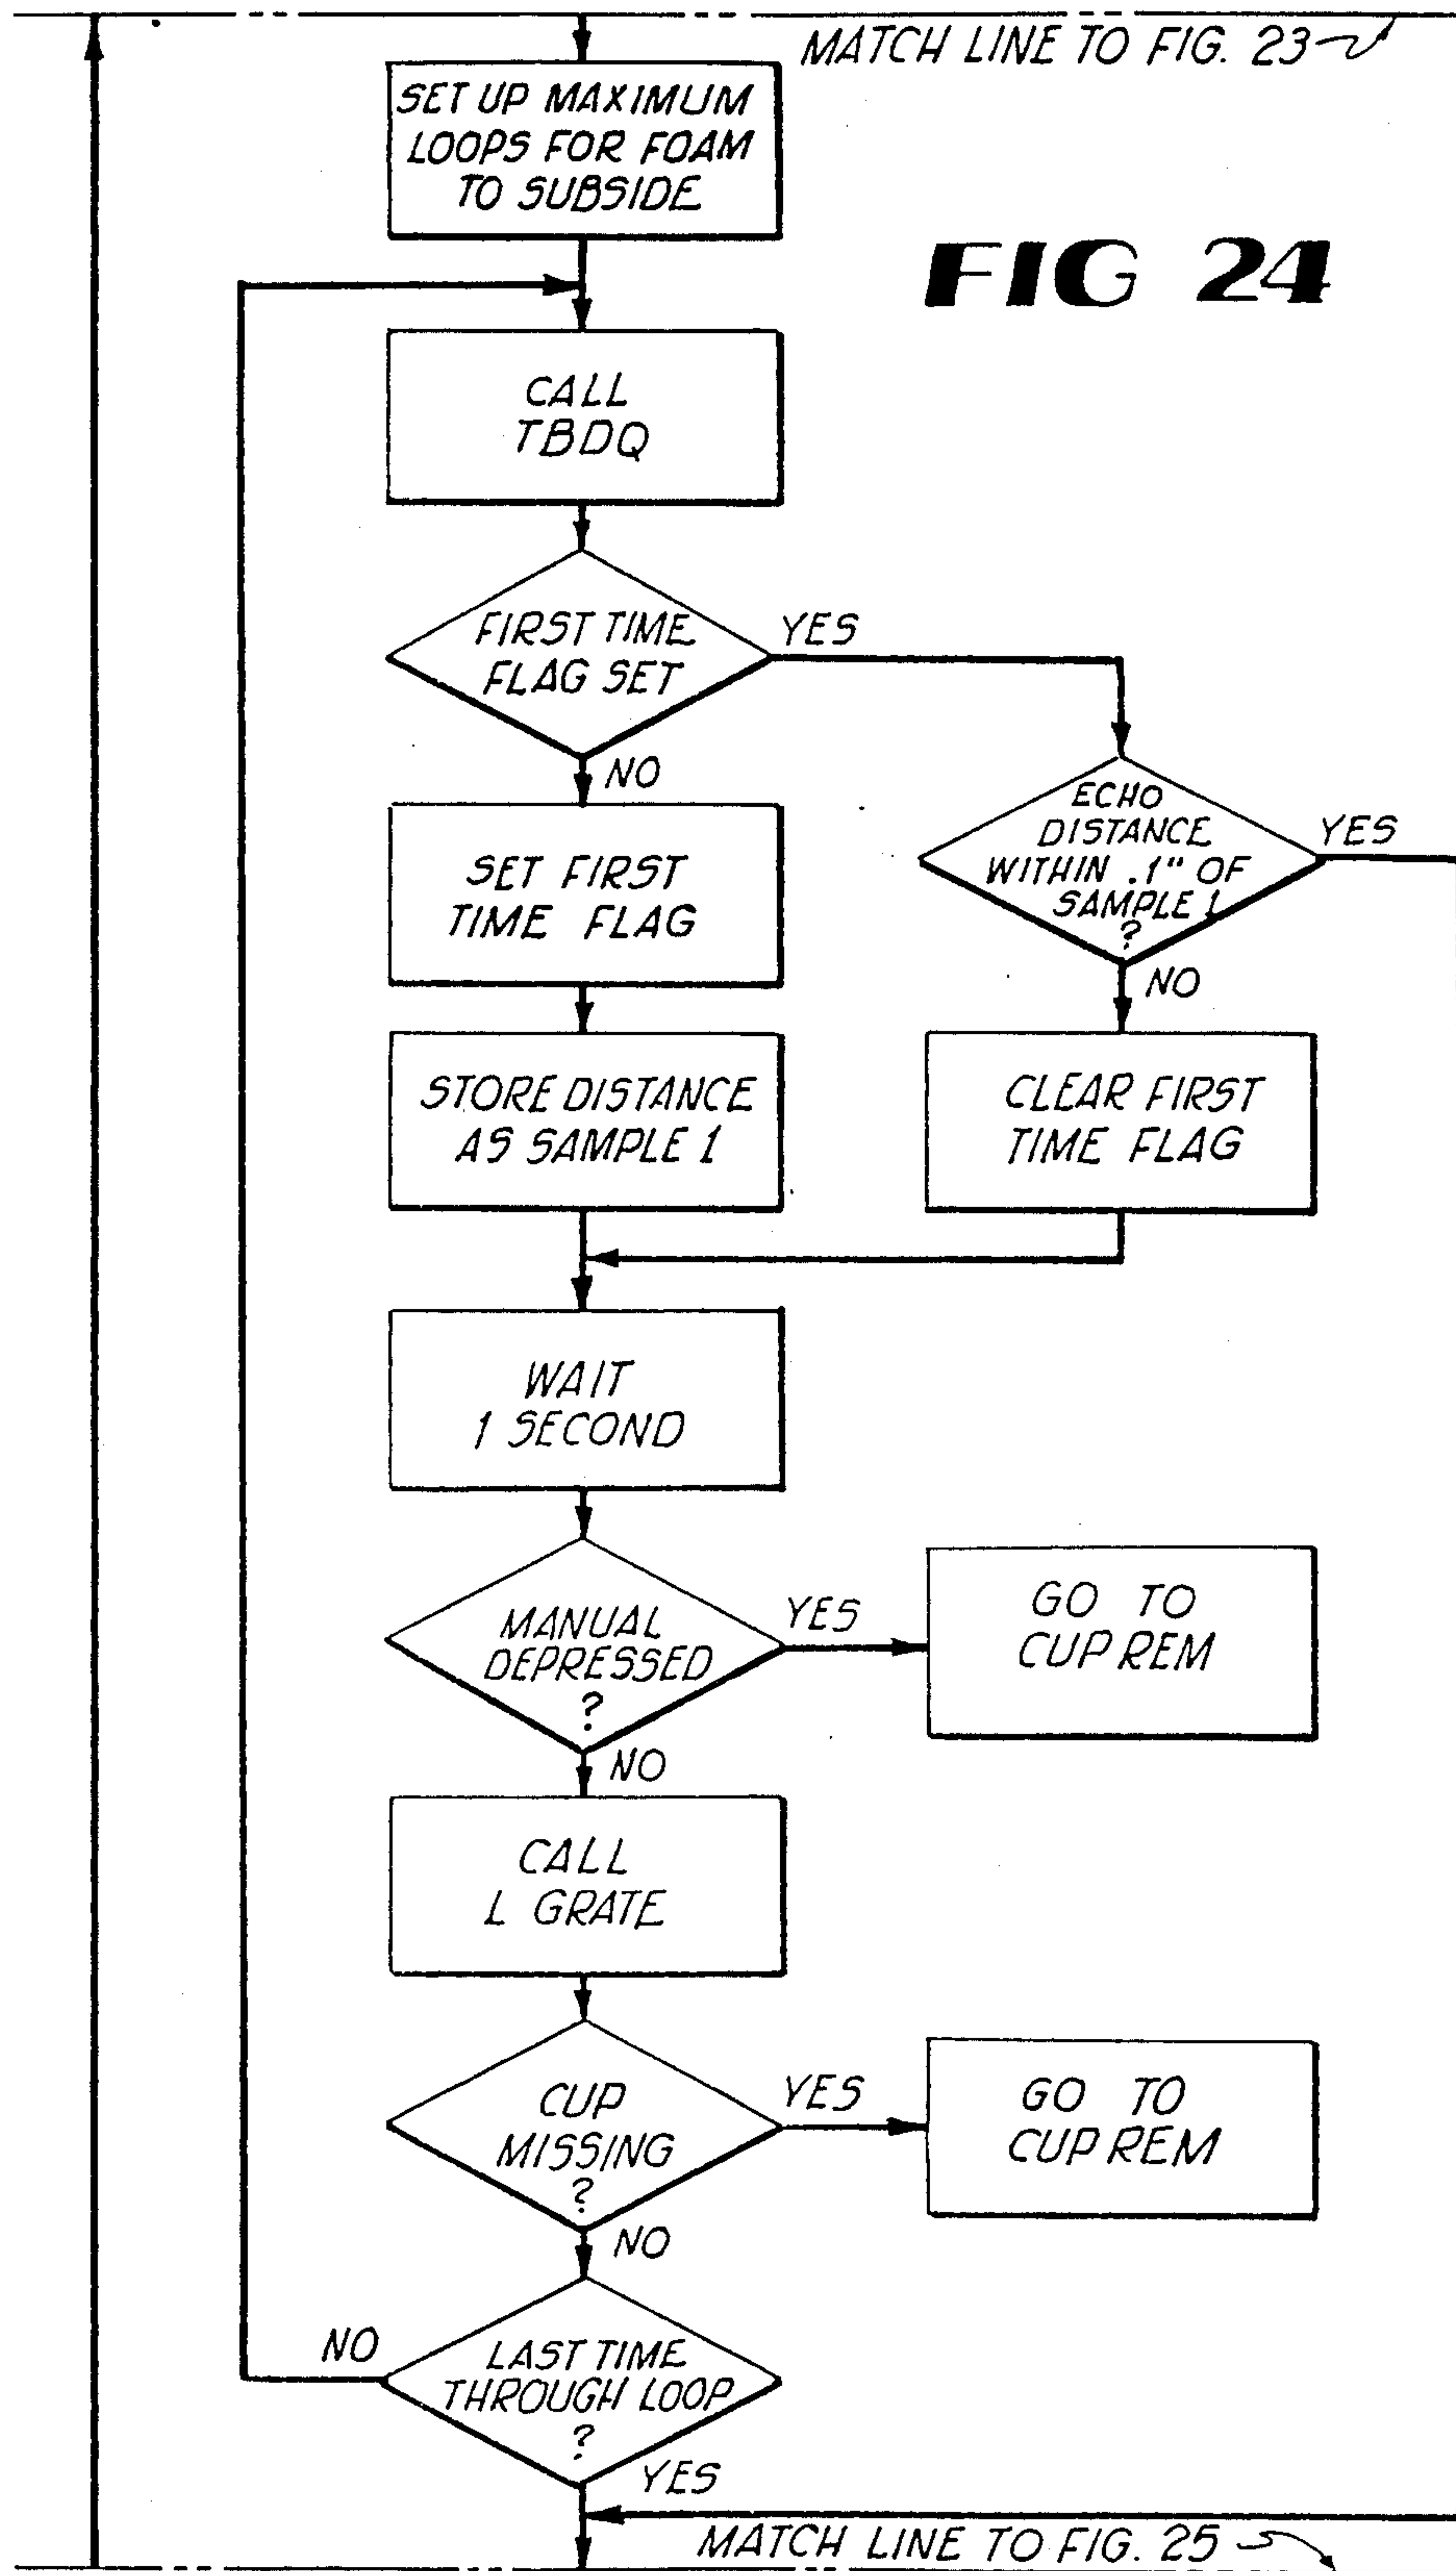 MATCH LINE TO FIG. 23
SET UP MAXIMUM
LOOPS FOR FOAM
TO SUBSIDE
FIG 24
CALL
TBDQ
FIRST TIME
FLAG SET
YES
NO
ECHO
DISTANCE
WITHIN .1" OF
SAMPLE 1
?
YES
NO
SET FIRST
TIME FLAG
STORE DISTANCE
AS SAMPLE 1
CLEAR FIRST
TIME FLAG
WAIT
1 SECOND
MANUAL
DEPRESSED
?
YES
GO TO
CUP REM
NO
CALL
L GRATE
CUP
MISSING
?
YES
GO TO
CUP REM
NO
LAST TIME
THROUGH LOOP
?
NO
YES
MATCH LINE TO FIG. 25